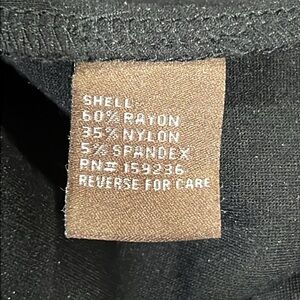 SHELL:
60% RAYON
35% NYLON
5% SPANDEX
RN# 159236
REVERSE FOR CARE